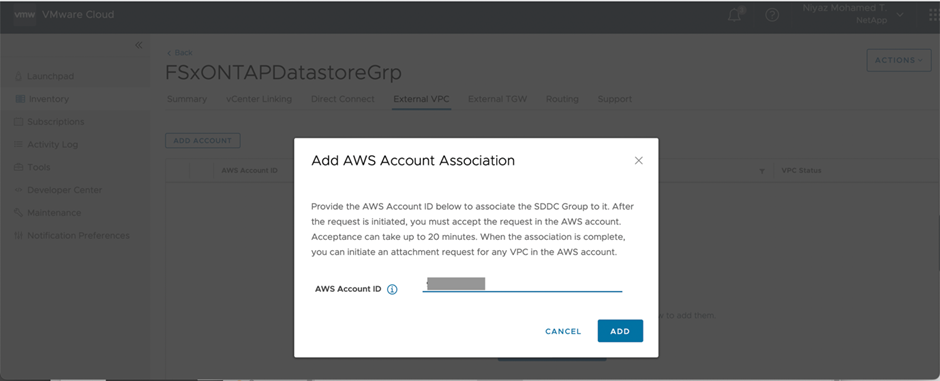 vmw VMware Cloud
Niyaz Mohamed T.
NetApp
Back
FSxONTAPDatastoreGrp
ACTIONS
Launchpad
Inventory
Subscriptions
Activity Log
Tools
Developer Center
Maintenance
Notification Preferences
Summary vCenter Linking Direct Connect External VPC External TGW Routing Support
ADD ACCOUNT
AWS Account ID
VPC Status
Add AWS Account Association
Provide the AWS Account ID below to associate the SDDC Group to it. After
the request is initiated, you must accept the request in the AWS account.
Acceptance can take up to 20 minutes. When the association is complete,
you can initiate an attachment request for any VPC in the AWS account.
AWS Account ID
to add them
CANCEL ADD